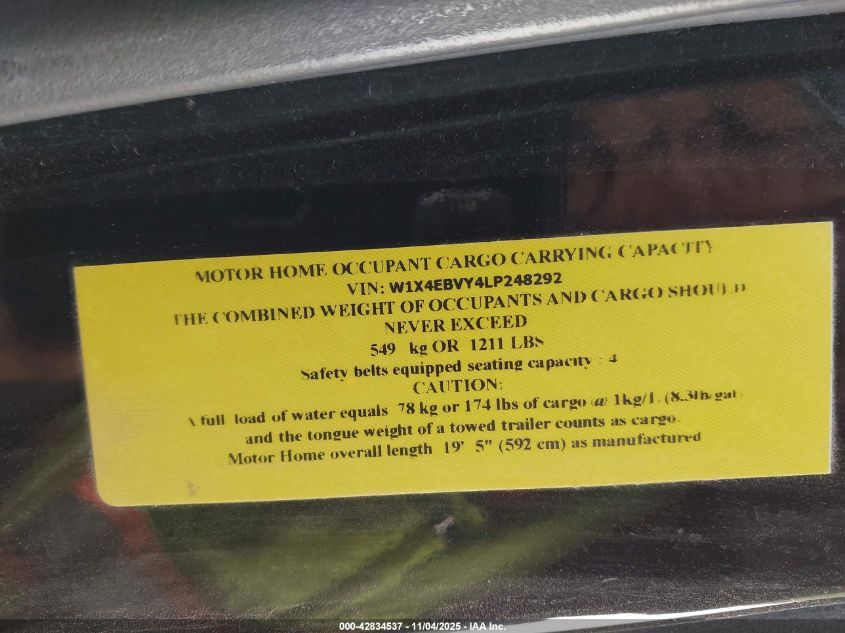 MOTOR HOME OCCUPANT CARGO CARRYING CAPACITY
VIN: W1X4EBVY4LP248292
THE COMBINED WEIGHT OF OCCUPANTS AND CARGO SHOULD
NEVER EXCEED
549 kg OR 1211 LBS
Safety belts equipped seating capacity : 4
CAUTION:
A full load of water equals 78 kg or 174 lbs of cargo @ 1kg/L (8.3lb/gal)
and the tongue weight of a towed trailer counts as cargo.
Motor Home overall length 19' 5" (592 cm) as manufactured
000-42834537 - 11/04/2025 - IAA Inc.